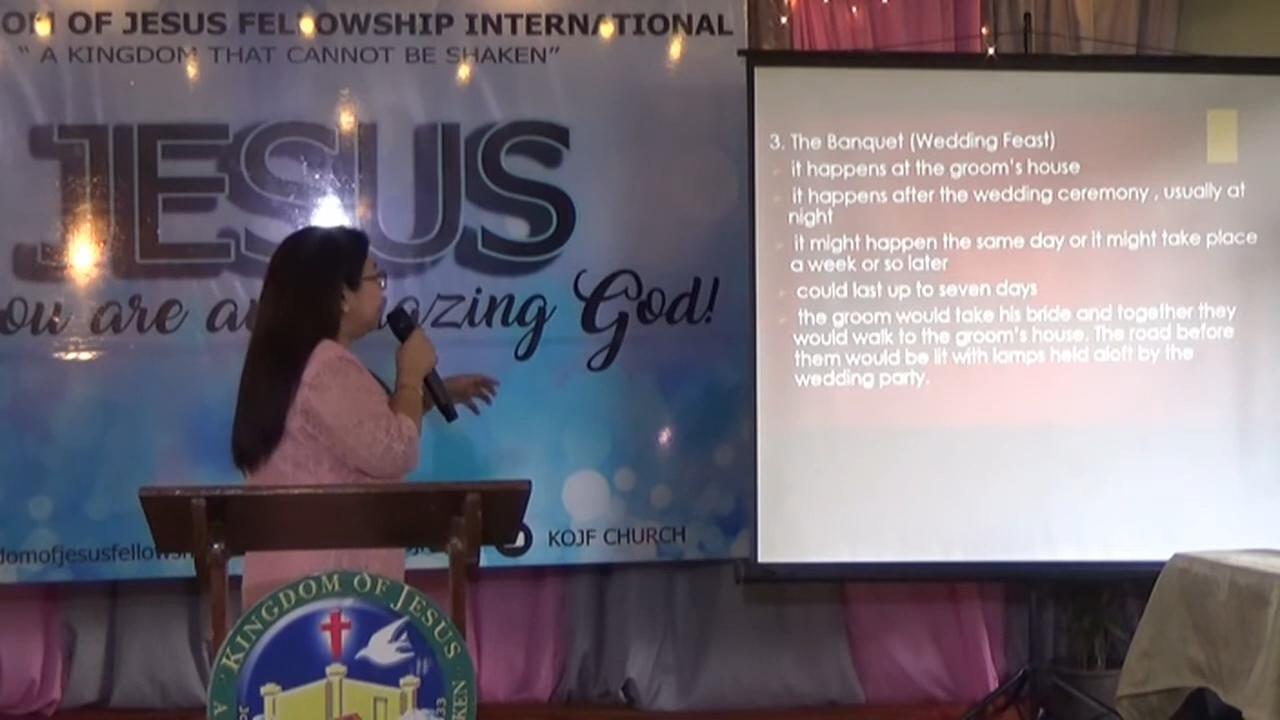 OF JESUS FELLOWSHIP INTERNATIONAL
" A KINGDOM THAT CANNOT BE SHAKEN"
JESUS
you are an amazing God!
KOJF CHURCH
3. The Banquet (Wedding Feast)
it happens at the groom's house
it happens after the wedding ceremony , usually at
night
it might happen the same day or it might take place
a week or so later
could last up to seven days
the groom would take his bride and together they
would walk to the groom's house. The road before
them would be lit with lamps held aloft by the
wedding party.
KINGDOM OF JESUS